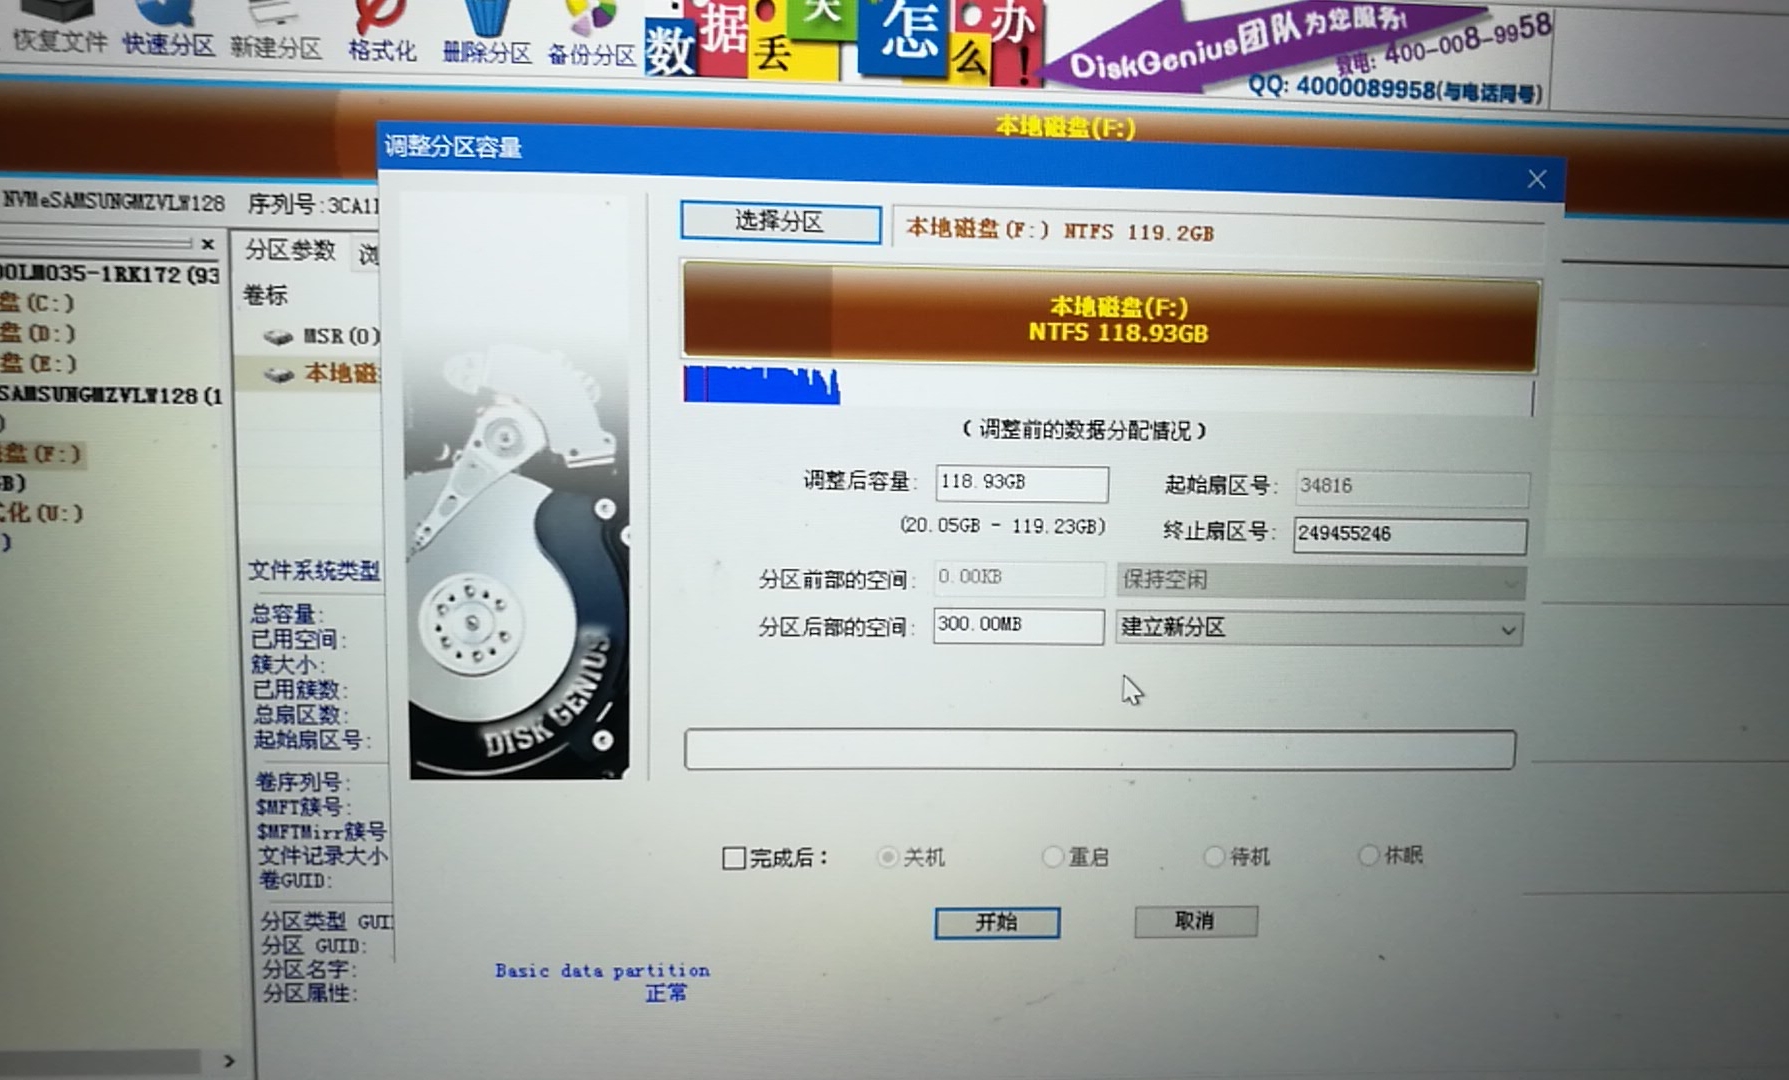 恢复文件 快速分区 新建分区 格式化 删除分区 备份分区
数据丢失怎么办!
DiskGenius团队为您服务!
致电: 400-008-9958
QQ: 4000089958(与电话同号)
本地磁盘(F:)
NVMeSAMSUNGMZVLW128 序列号:3CA11
调整分区容量
00LM035-1RK172(93
盘(C:)
盘(D:)
盘(E:)
SAMSUNGMZVLW128(1
)
盘(F:)
GB)
化(U:)
)
分区参数 浏
卷标
MSR(0)
本地磁
文件系统类型
总容量:
已用空间:
簇大小:
已用簇数:
总扇区数:
起始扇区号:
卷序列号:
$MFT簇号:
$MFTMirr簇号
文件记录大小
卷GUID:
分区类型 GUI
分区 GUID:
分区名字:
分区属性:
Basic data partition
正常
选择分区 本地磁盘(F:) NTFS 119.2GB
本地磁盘(F:)
NTFS 118.93GB
(调整前的数据分配情况)
调整后容量: 118.93GB 起始扇区号: 34816
(20.05GB - 119.23GB) 终止扇区号: 249455246
分区前部的空间: 0.00KB 保持空闲
分区后部的空间: 300.00MB 建立新分区
DISK GENIUS
完成后: 关机 重启 待机 休眠
开始 取消